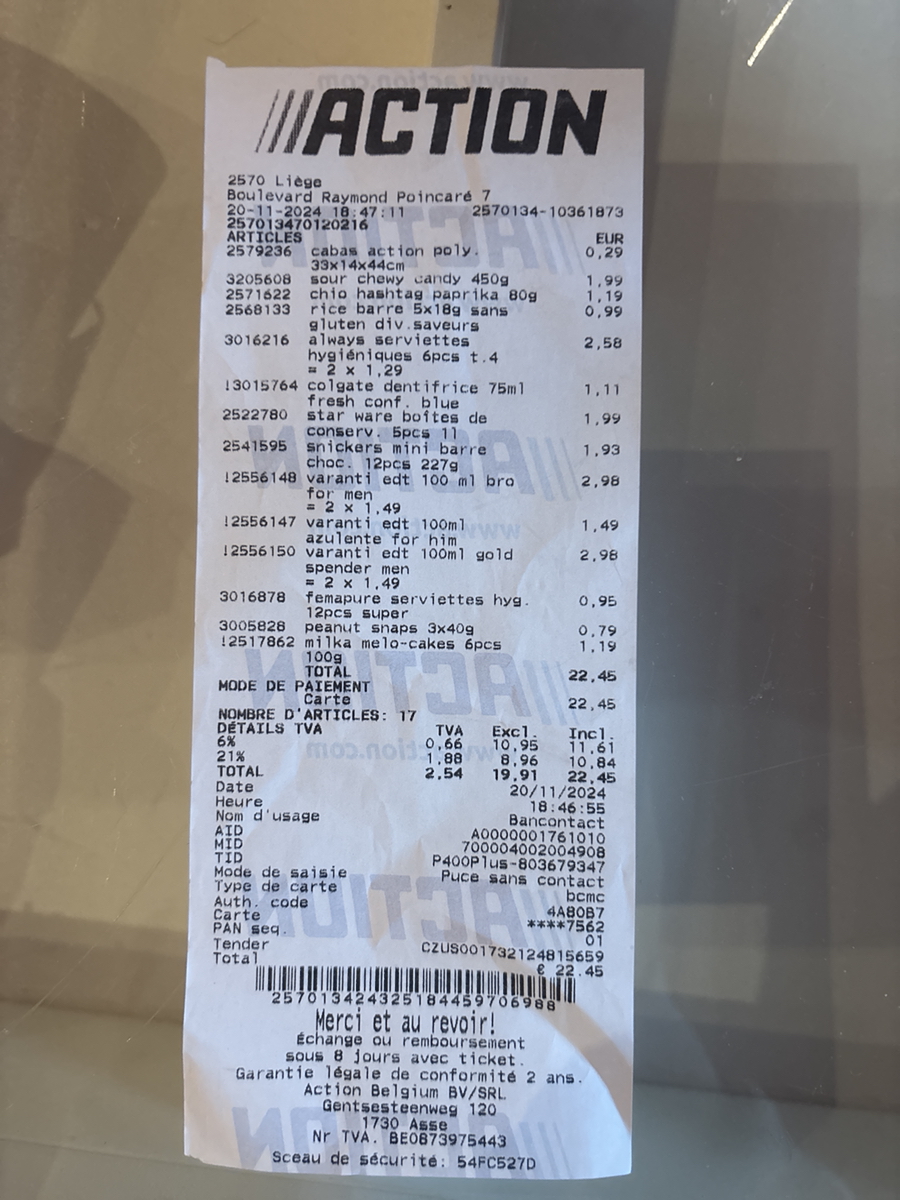 ACTION
2570 Liège
Boulevard Raymond Poincaré 7
20-11-2024 18:47:11 2570134-10361873
257013470120216
ARTICLES EUR
2579236 cabas action poly. 0,29
33x14x44cm
3205608 sour chewy candy 450g 1,99
2571622 chio hashtag paprika 80g 1,19
2568133 rice barre 5x18g sans 0,99
gluten div.saveurs
3016216 always serviettes 2,58
hygiéniques 6pcs t.4
= 2 x 1,29
!3015764 colgate dentifrice 75ml 1,11
fresh conf. blue
2522780 star ware boîtes de 1,99
conserv. 5pcs 11
2541595 snickers mini barre 1,93
choc. 12pcs 227g
!2556148 varanti edt 100 ml bro 2,98
for men
= 2 x 1,49
!2556147 varanti edt 100ml 1,49
azulente for him
!2556150 varanti edt 100ml gold 2,98
spender men
= 2 x 1,49
3016878 femapure serviettes hyg. 0,95
12pcs super
3005828 peanut snaps 3x40g 0,79
!2517862 milka melo-cakes 6pcs 1,19
100g
TOTAL 22,45
MODE DE PAIEMENT
Carte 22,45
NOMBRE D'ARTICLES: 17
DÉTAILS TVA TVA Excl. Incl.
6% 0,66 10,95 11,61
21% 1,88 8,96 10,84
TOTAL 2,54 19,91 22,45
Date 20/11/2024
Heure 18:46:55
Nom d'usage Bancontact
AID A0000001761010
MID 700004002004908
TID P400Plus-803679347
Mode de saisie Puce sans contact
Type de carte bcmc
Auth. code 4A80B7
Carte ****7562
PAN seq. 01
Tender CZUS001732124815659
Total € 22.45
2570134243251844597069​88
Merci et au revoir!
Échange ou remboursement
sous 8 jours avec ticket.
Garantie légale de conformité 2 ans.
Action Belgium BV/SRL
Gentsesteenweg 120
1730 Asse
Nr TVA. BE0873975443
Sceau de sécurité: 54FC527D